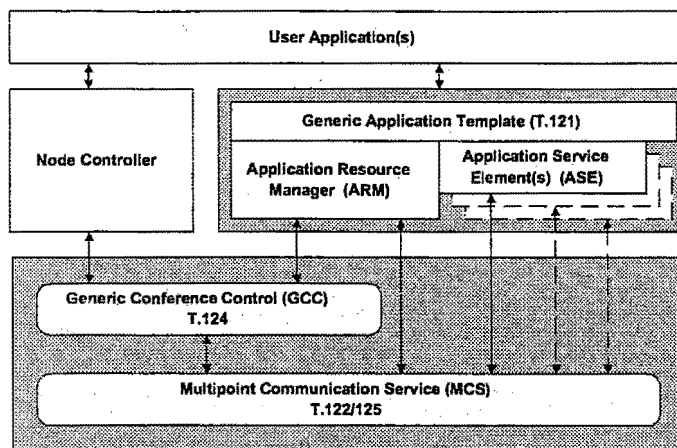 User Application(s)
Generic Application Template (T.121)
Node Controller
Application Resource
Manager (ARM)
Application Service
Element(s) (ASE)
Generic Conference Control (GCC)
T.124
Multipoint Communication Service (MCS)
T.122/125